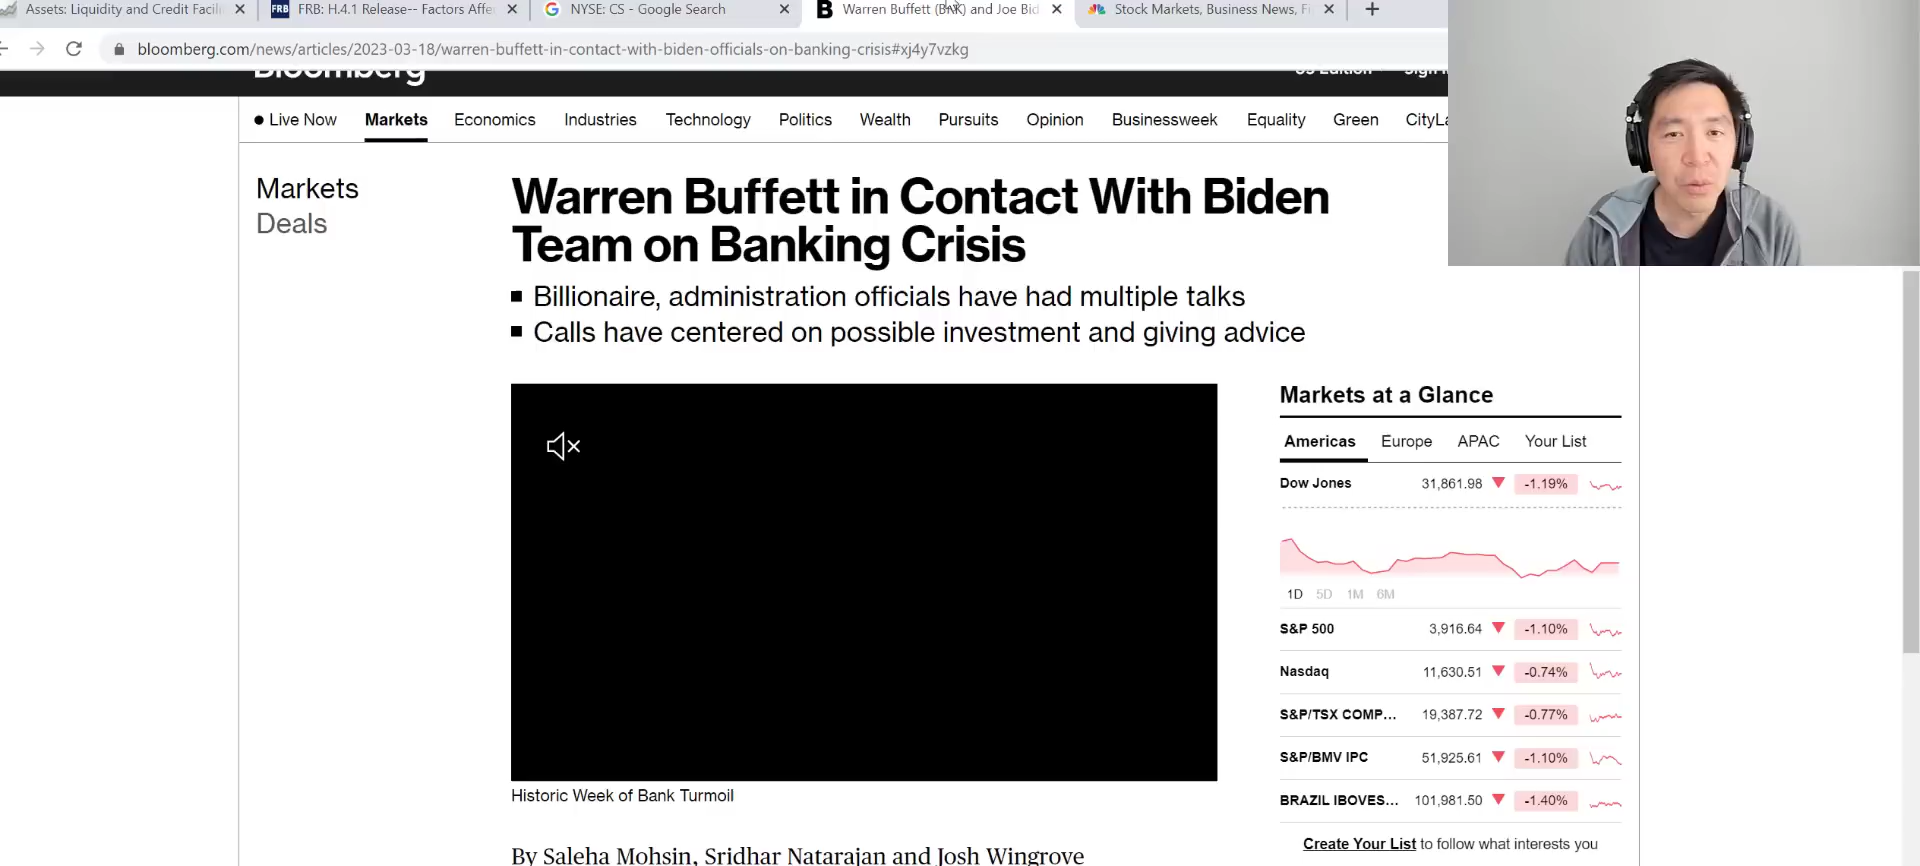 Assets: Liquidity and Credit Facil
FRB FRB: H.4.1 Release-- Factors Affe
NYSE: CS - Google Search
Warren Buffett (BRK) and Joe Bid
Stock Markets, Business News, Fi
bloomberg.com/news/articles/2023-03-18/warren-buffett-in-contact-with-biden-officials-on-banking-crisis#xj4y7vzkg
Bloomberg
US Edition Sign I
Live Now Markets Economics Industries Technology Politics Wealth Pursuits Opinion Businessweek Equality Green CityLa
Markets
Deals
Warren Buffett in Contact With Biden
Team on Banking Crisis
Billionaire, administration officials have had multiple talks
Calls have centered on possible investment and giving advice
Historic Week of Bank Turmoil
By Saleha Mohsin, Sridhar Natarajan and Josh Wingrove
Markets at a Glance
Americas Europe APAC Your List
Dow Jones 31,861.98 -1.19%
1D 5D 1M 6M
S&P 500 3,916.64 -1.10%
Nasdaq 11,630.51 -0.74%
S&P/TSX COMP... 19,387.72 -0.77%
S&P/BMV IPC 51,925.61 -1.10%
BRAZIL IBOVES... 101,981.50 -1.40%
Create Your List to follow what interests you